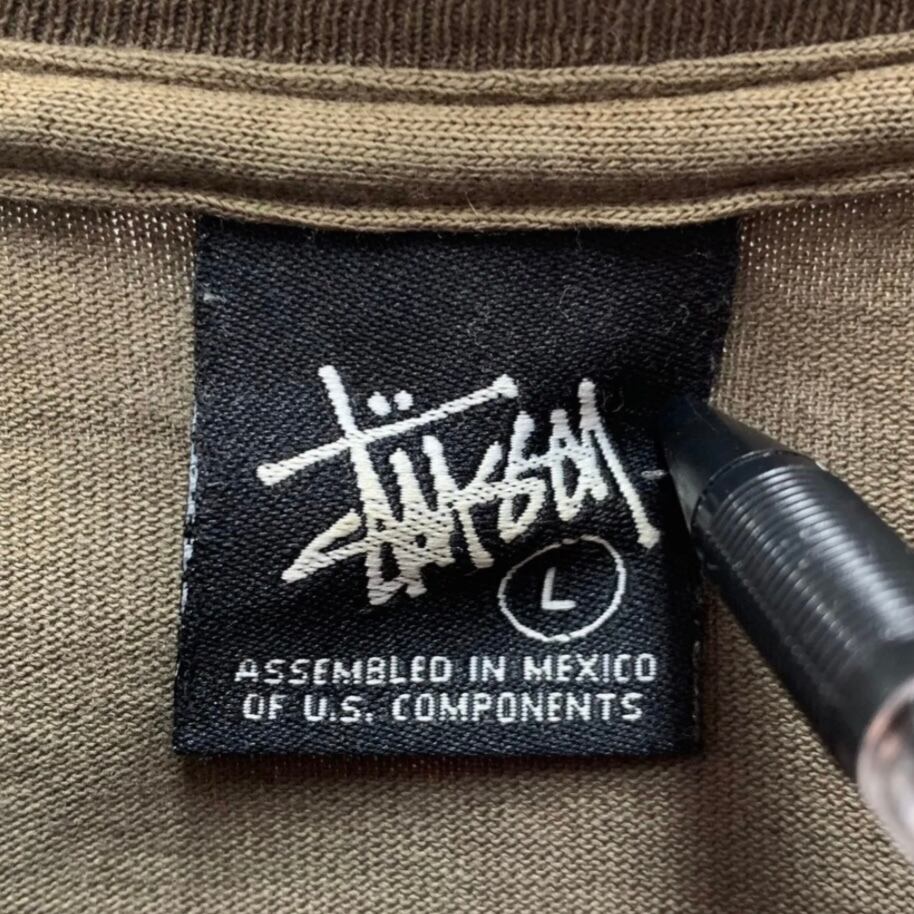 Stüssy
L
ASSEMBLED IN MEXICO
OF U.S. COMPONENTS